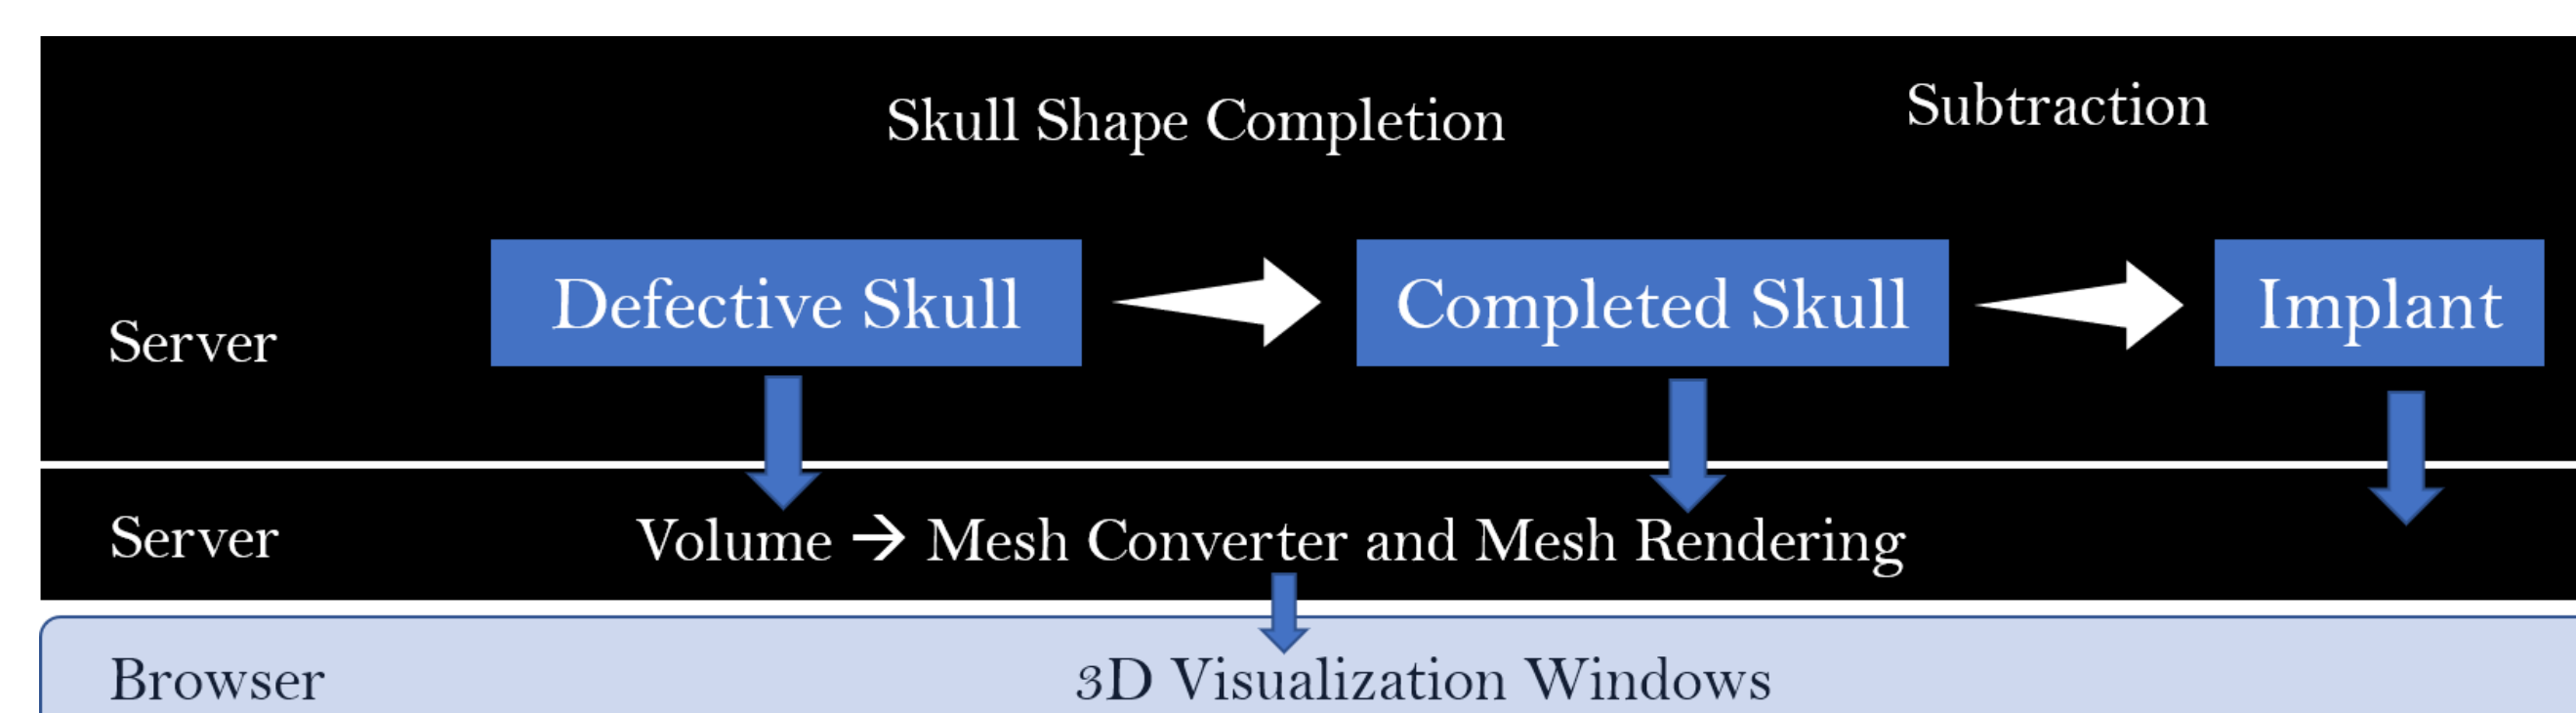 Skull Shape Completion
Subtraction
Server
Defective Skull
Completed Skull
Implant
Server
Volume → Mesh Converter and Mesh Rendering
Browser
3D Visualization Windows